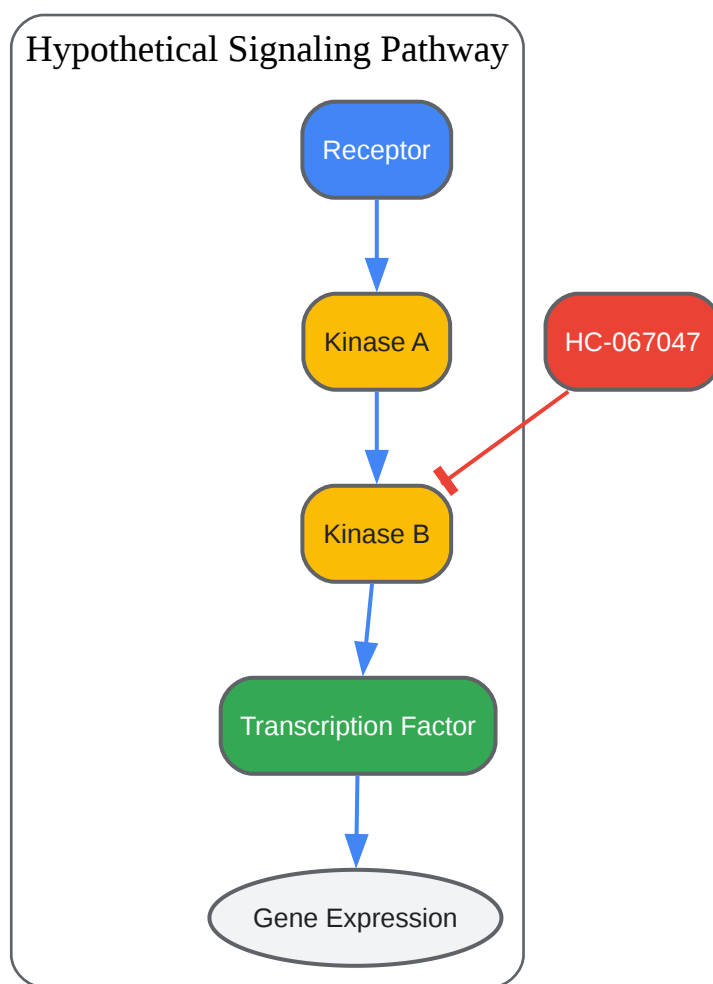 Hypothetical Signaling Pathway
Receptor
Kinase A
HC-067047
Kinase B
Transcription Factor
Gene Expression